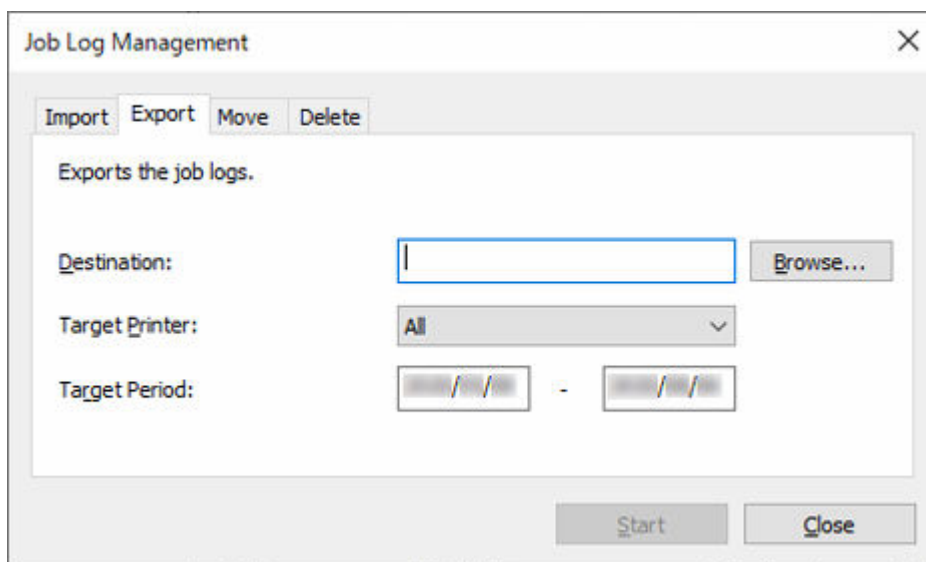 Job Log Management
Import Export Move Delete
Exports the job logs.
Destination: Browse...
Target Printer: All
Target Period: / / - / /
Start Close